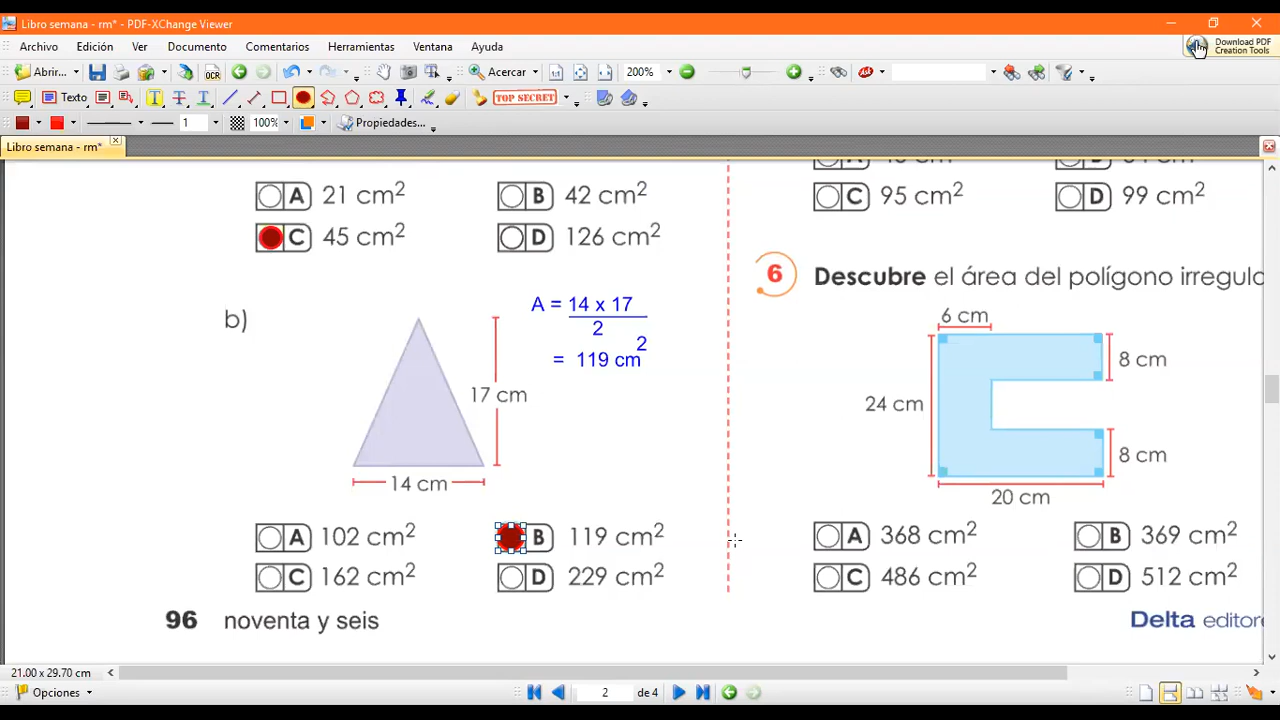 Libro semana - rm* - PDF-XChange Viewer
Archivo Edición Ver Documento Comentarios Herramientas Ventana Ayuda
Download PDF
Creation Tools
Abrir... OCR Acercar 200%
Texto TOP SECRET
1 100% Propiedades...
Libro semana - rm*
A 21 cm2 B 42 cm2
C 45 cm2 D 126 cm2
b)
A = 14 x 17
2
= 119 cm2
17 cm
14 cm
A 102 cm2 B 119 cm2
C 162 cm2 D 229 cm2
96 noventa y seis
C 95 cm2 D 99 cm2
6 Descubre el área del polígono
6 cm
8 cm
24 cm
8 cm
20 cm
A 368 cm2 B 369 cm2
C 486 cm2 D 512 cm2
Delta
21.00 x 29.70 cm
Opciones 2 de 4